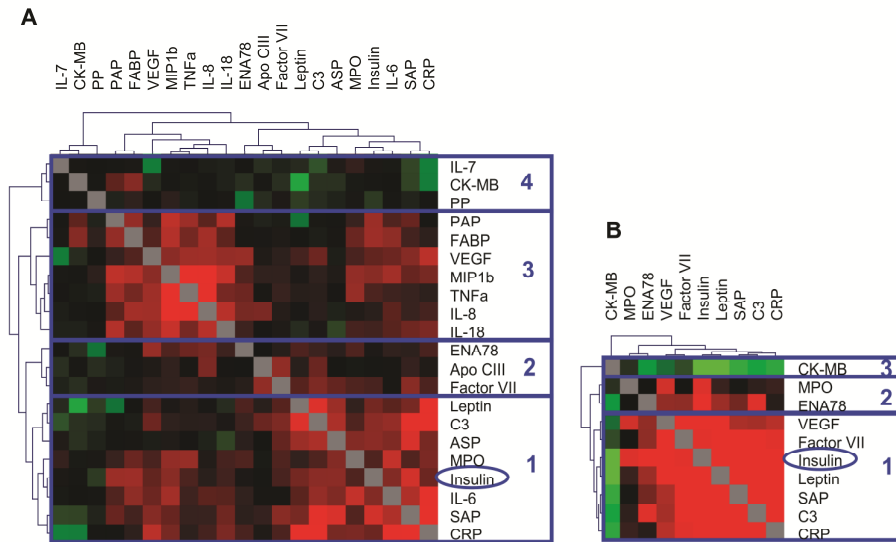 A
IL-7
CK-MB
PP
PAP
FABP
VEGF
MIP1b
TNFa
IL-8
IL-18
ENA78
Apo CIII
Factor VII
Leptin
C3
ASP
MPO
Insulin
IL-6
SAP
CRP
IL-7
CK-MB
PP
4
PAP
FABP
VEGF
MIP1b
TNFa
IL-8
IL-18
3
ENA78
Apo CIII
Factor VII
2
Leptin
C3
ASP
MPO
Insulin
IL-6
SAP
CRP
1
B
CK-MB
MPO
ENA78
VEGF
Factor VII
Insulin
Leptin
SAP
C3
CRP
CK-MB
3
MPO
ENA78
2
VEGF
Factor VII
Insulin
Leptin
SAP
C3
CRP
1